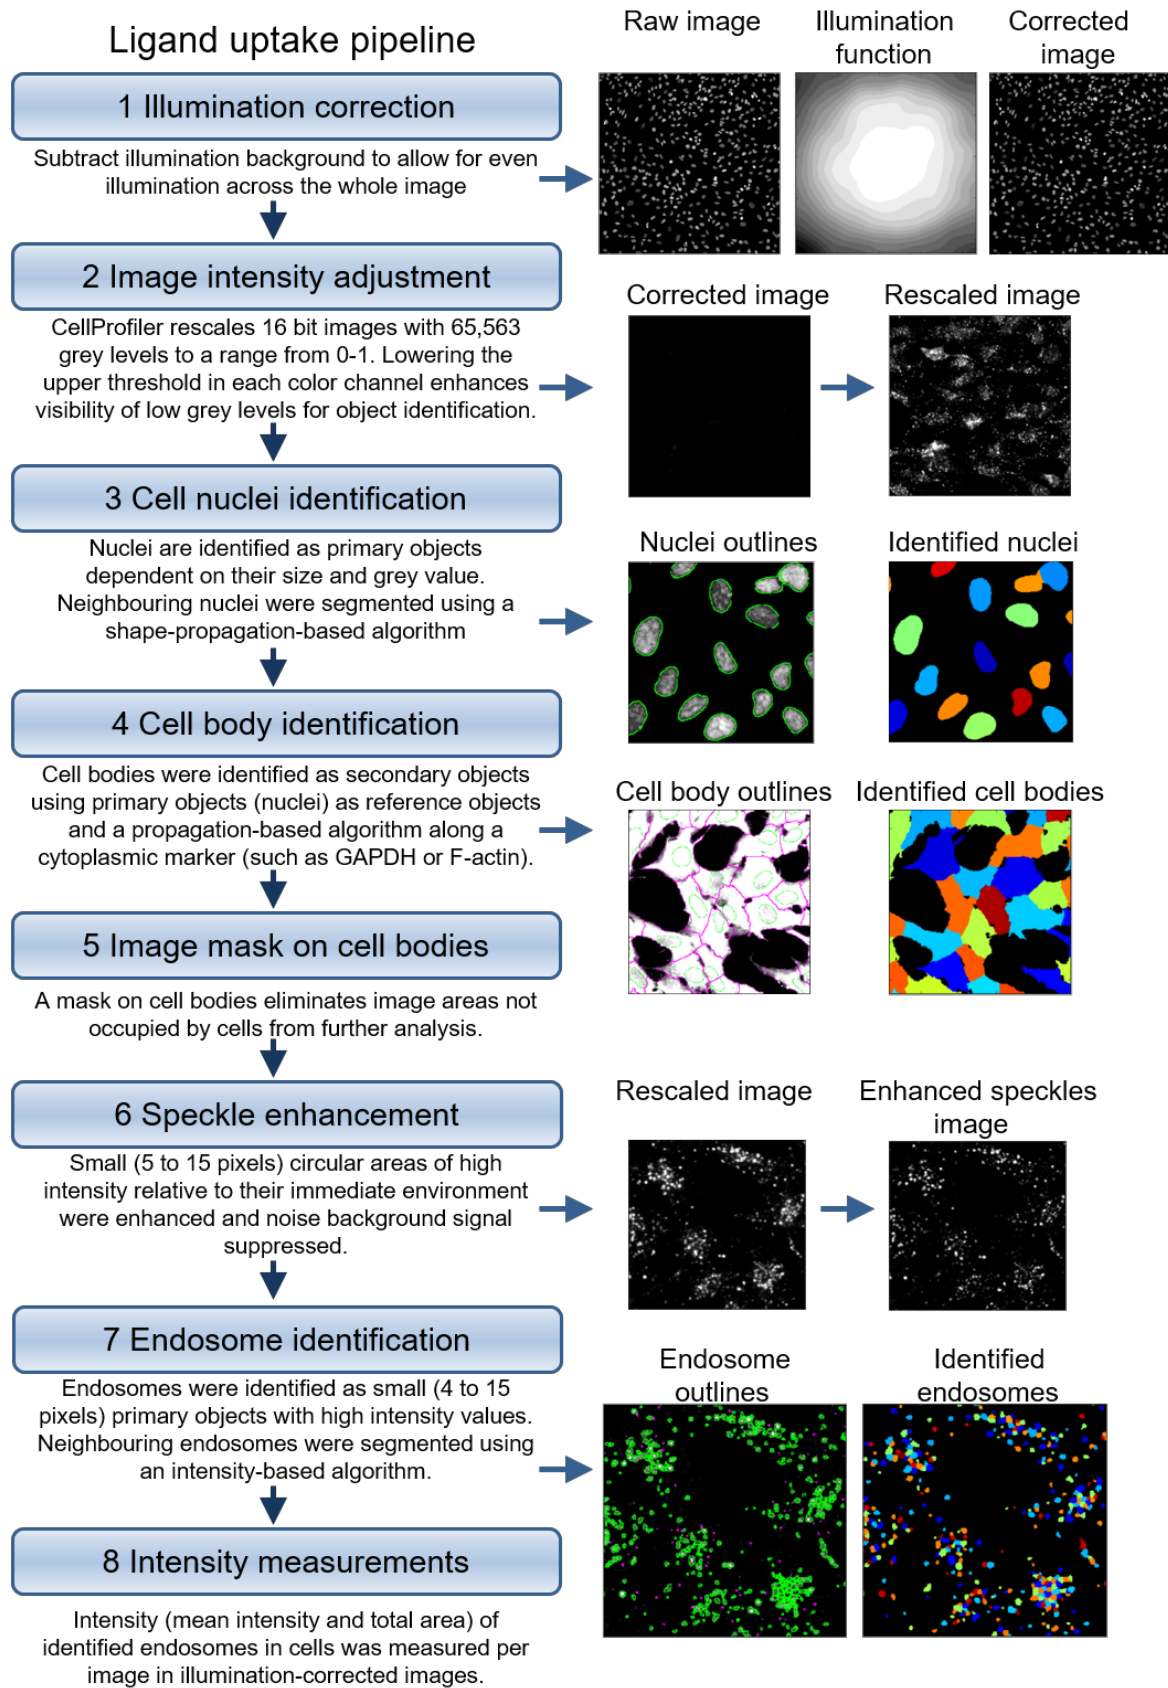 Ligand uptake pipeline
1 Illumination correction
Subtract illumination background to allow for even
illumination across the whole image
Raw image
Illumination
function
Corrected
image
2 Image intensity adjustment
CellProfiler rescales 16 bit images with 65,563
grey levels to a range from 0-1. Lowering the
upper threshold in each color channel enhances
visibility of low grey levels for object identification.
Corrected image
Rescaled image
3 Cell nuclei identification
Nuclei are identified as primary objects
dependent on their size and grey value.
Neighbouring nuclei were segmented using a
shape-propagation-based algorithm
Nuclei outlines
Identified nuclei
4 Cell body identification
Cell bodies were identified as secondary objects
using primary objects (nuclei) as reference objects
and a propagation-based algorithm along a
cytoplasmic marker (such as GAPDH or F-actin).
Cell body outlines
Identified cell bodies
5 Image mask on cell bodies
A mask on cell bodies eliminates image areas not
occupied by cells from further analysis.
6 Speckle enhancement
Small (5 to 15 pixels) circular areas of high
intensity relative to their immediate environment
were enhanced and noise background signal
suppressed.
Rescaled image
Enhanced speckles
image
7 Endosome identification
Endosomes were identified as small (4 to 15
pixels) primary objects with high intensity values.
Neighbouring endosomes were segmented using
an intensity-based algorithm.
Endosome
outlines
Identified
endosomes
8 Intensity measurements
Intensity (mean intensity and total area) of
identified endosomes in cells was measured per
image in illumination-corrected images.